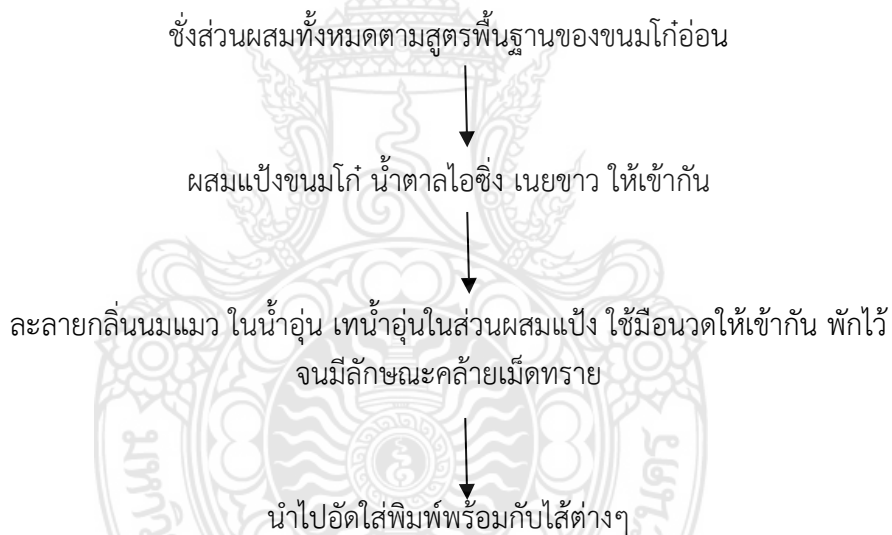 ชั่งส่วนผสมทั้งหมดตามสูตรพื้นฐานของขนมโก๋อ่อน
ผสมแป้งขนมโก๋ น้ำตาลไอซิ่ง เนยขาว ให้เข้ากัน
ละลายกลิ่นนมแมว ในน้ำอุ่น เทน้ำอุ่นในส่วนผสมแป้ง ใช้มือนวดให้เข้ากัน พักไว้
จนมีลักษณะคล้ายเม็ดทราย
นำไปอัดใส่พิมพ์พร้อมกับไส้ต่างๆ